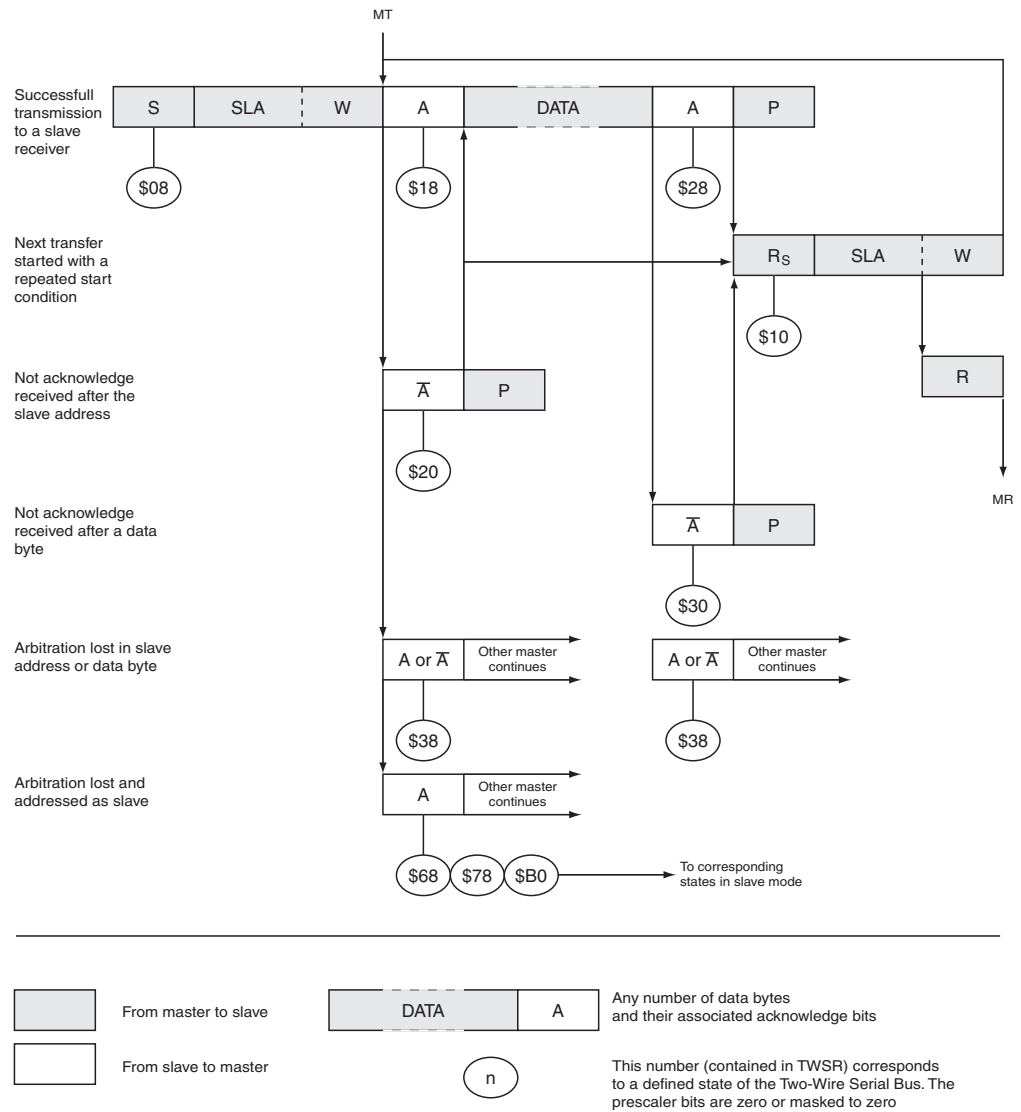 MT
Successfull
transmission
to a slave
receiver
S SLA W A DATA A P
$08 $18 $28
Next transfer
started with a
repeated start
condition
RS SLA W
$10
Not acknowledge
received after the
slave address
A̅ P
R
$20
MR
Not acknowledge
received after a data
byte
A̅ P
$30
Arbitration lost in slave
address or data byte
A or A̅ Other master
continues
A or A̅ Other master
continues
$38 $38
Arbitration lost and
addressed as slave
A Other master
continues
$68 $78 $B0
To corresponding
states in slave mode
From master to slave
DATA A
Any number of data bytes
and their associated acknowledge bits
From slave to master
n
This number (contained in TWSR) corresponds
to a defined state of the Two-Wire Serial Bus. The
prescaler bits are zero or masked to zero